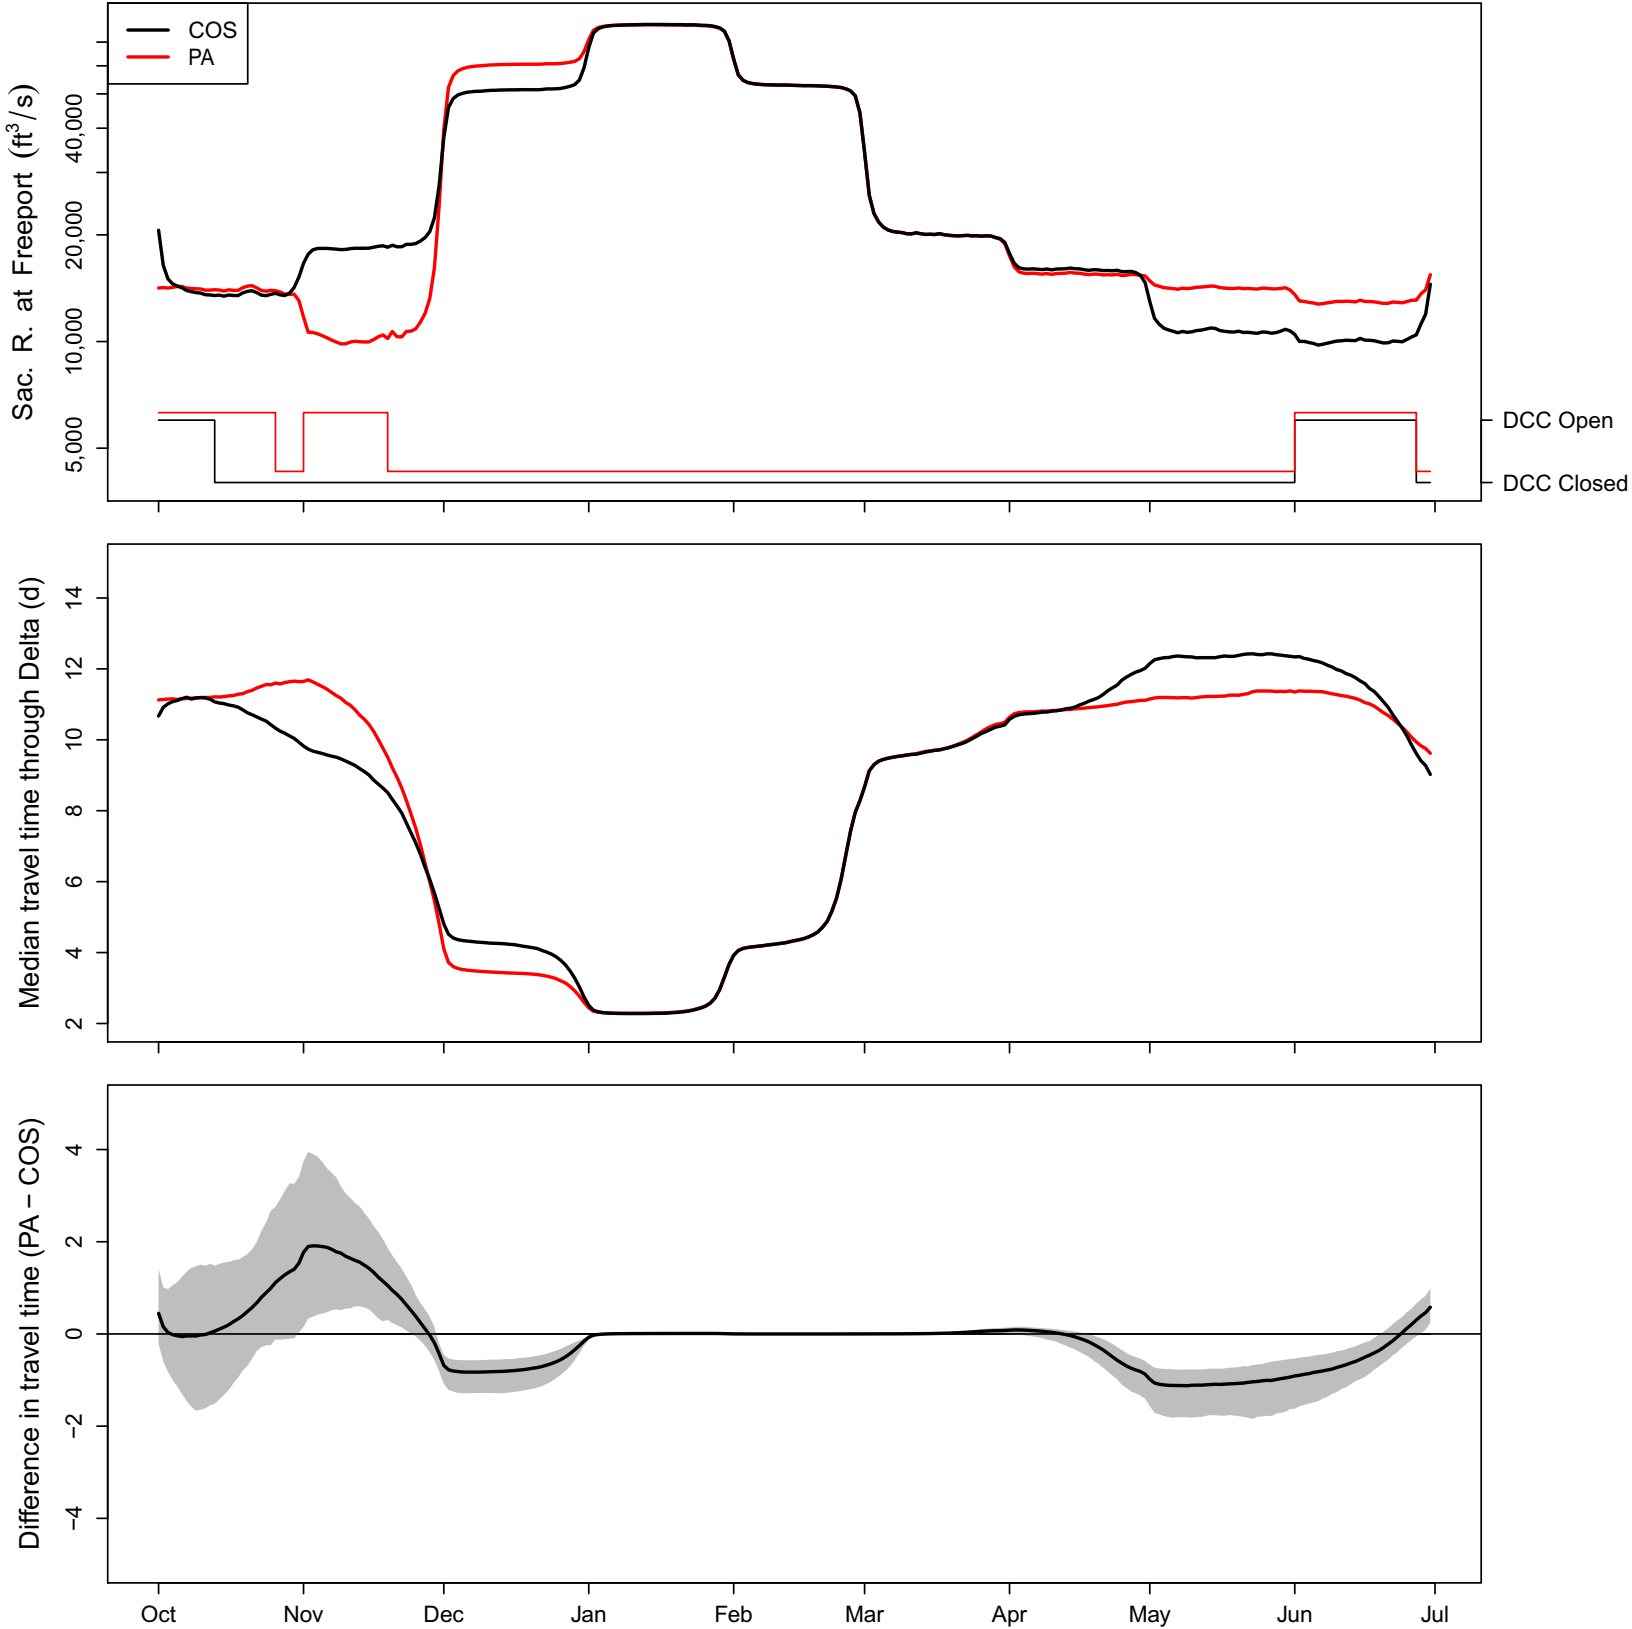 COS
PA
Sac. R. at Freeport (ft³/s)
40,000
20,000
10,000
5,000
DCC Open
DCC Closed
Median travel time through Delta (d)
14
12
10
8
6
4
2
Difference in travel time (PA − COS)
4
2
0
−2
−4
Oct Nov Dec Jan Feb Mar Apr May Jun Jul